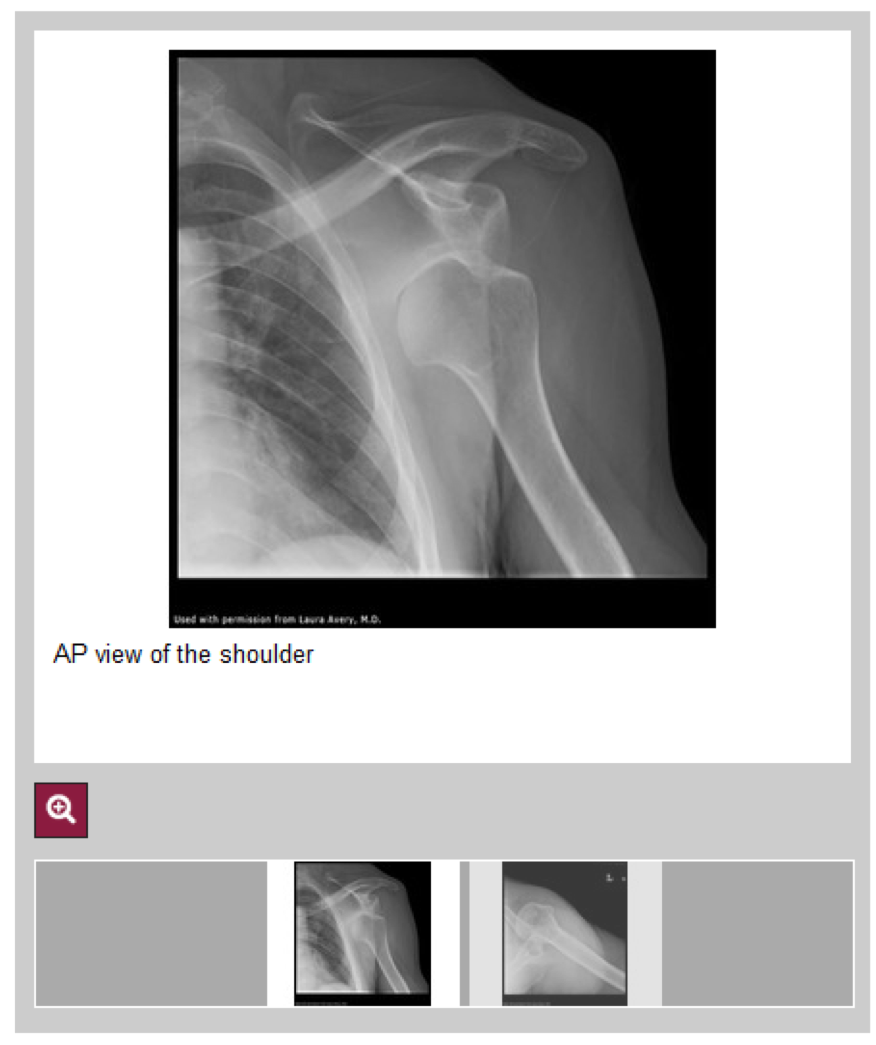 Used with permission from Laura Avery, M.D.
AP view of the shoulder